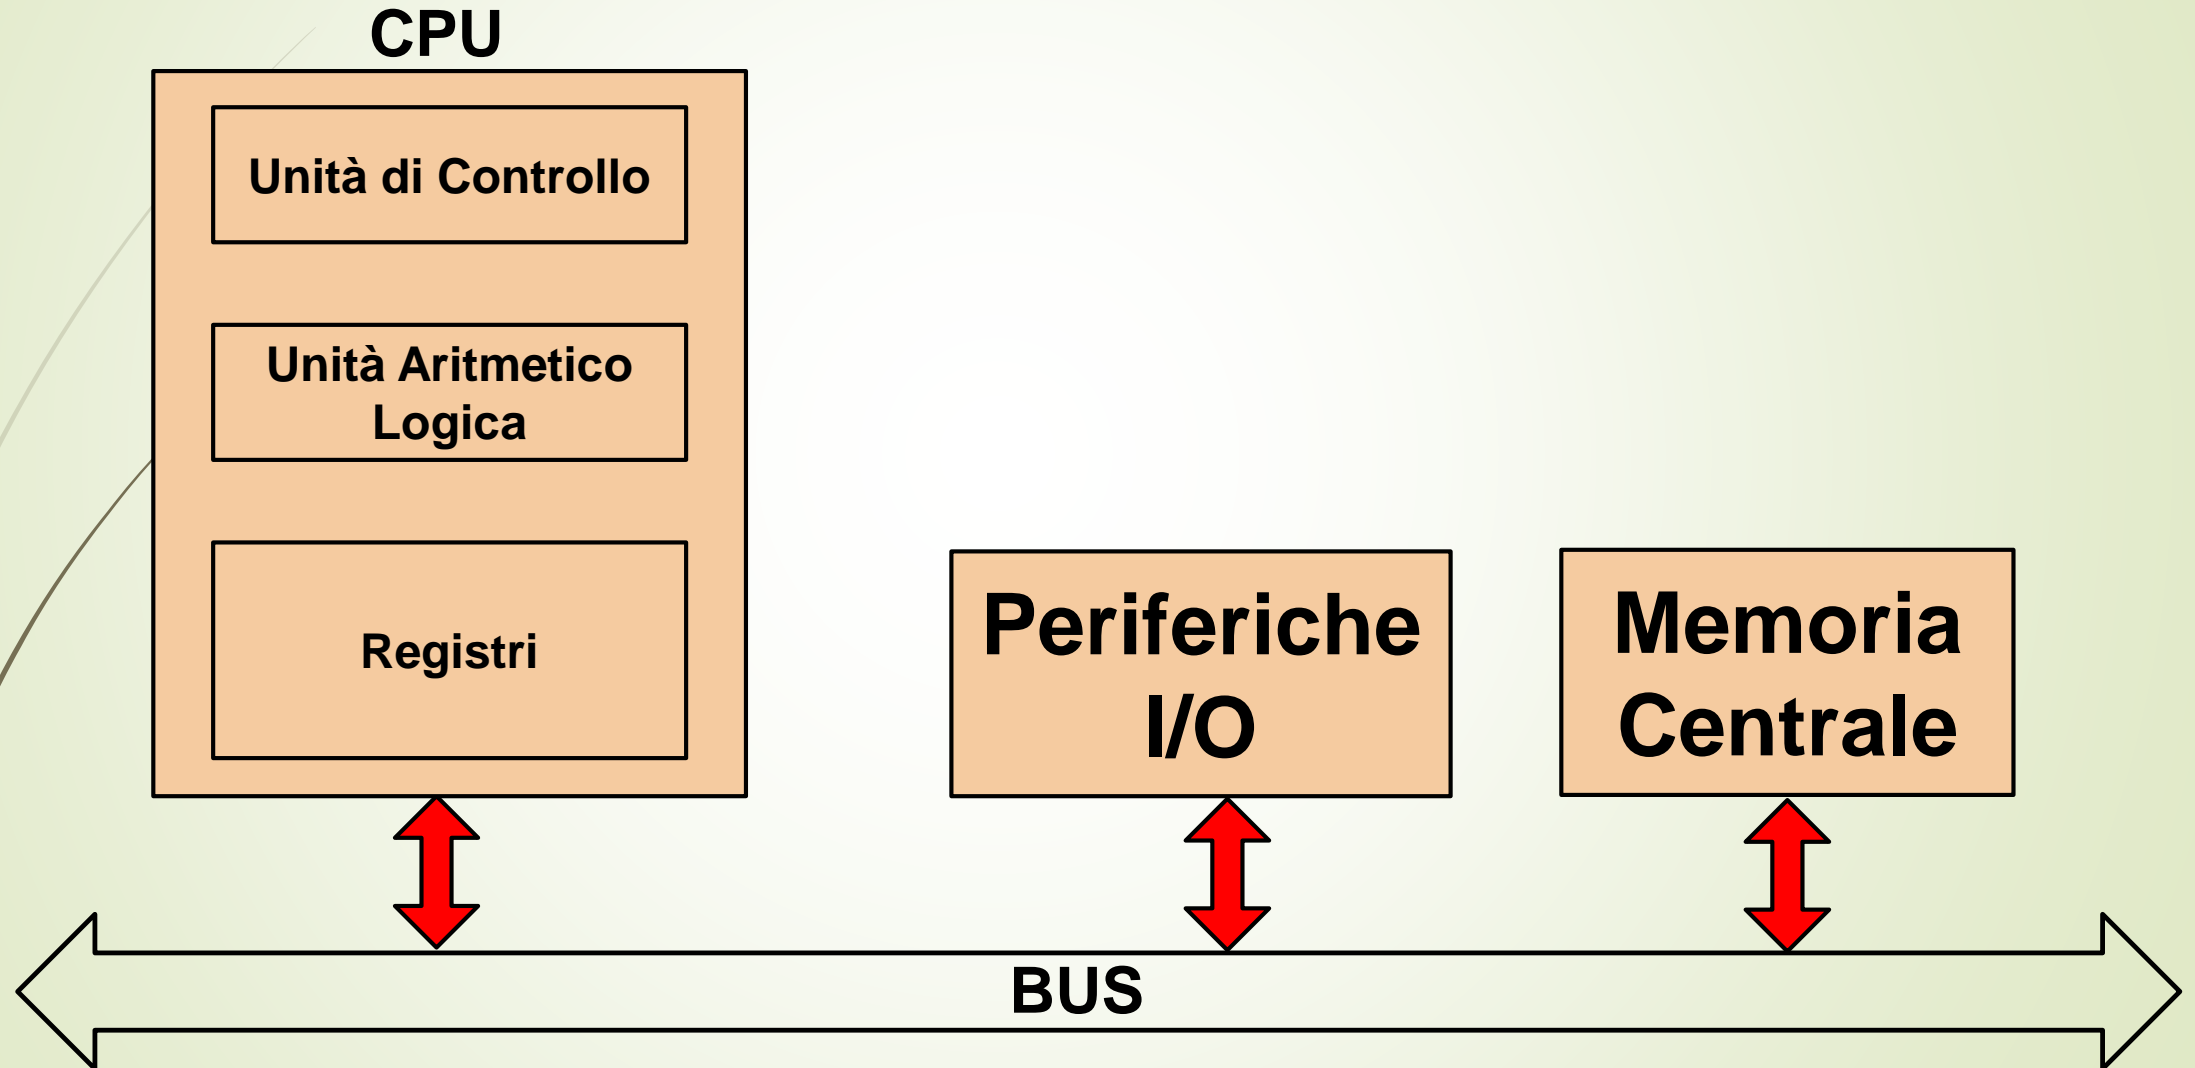 CPU
Unità di Controllo
Unità Aritmetico
Logica
Registri
Periferiche
I/O
Memoria
Centrale
BUS